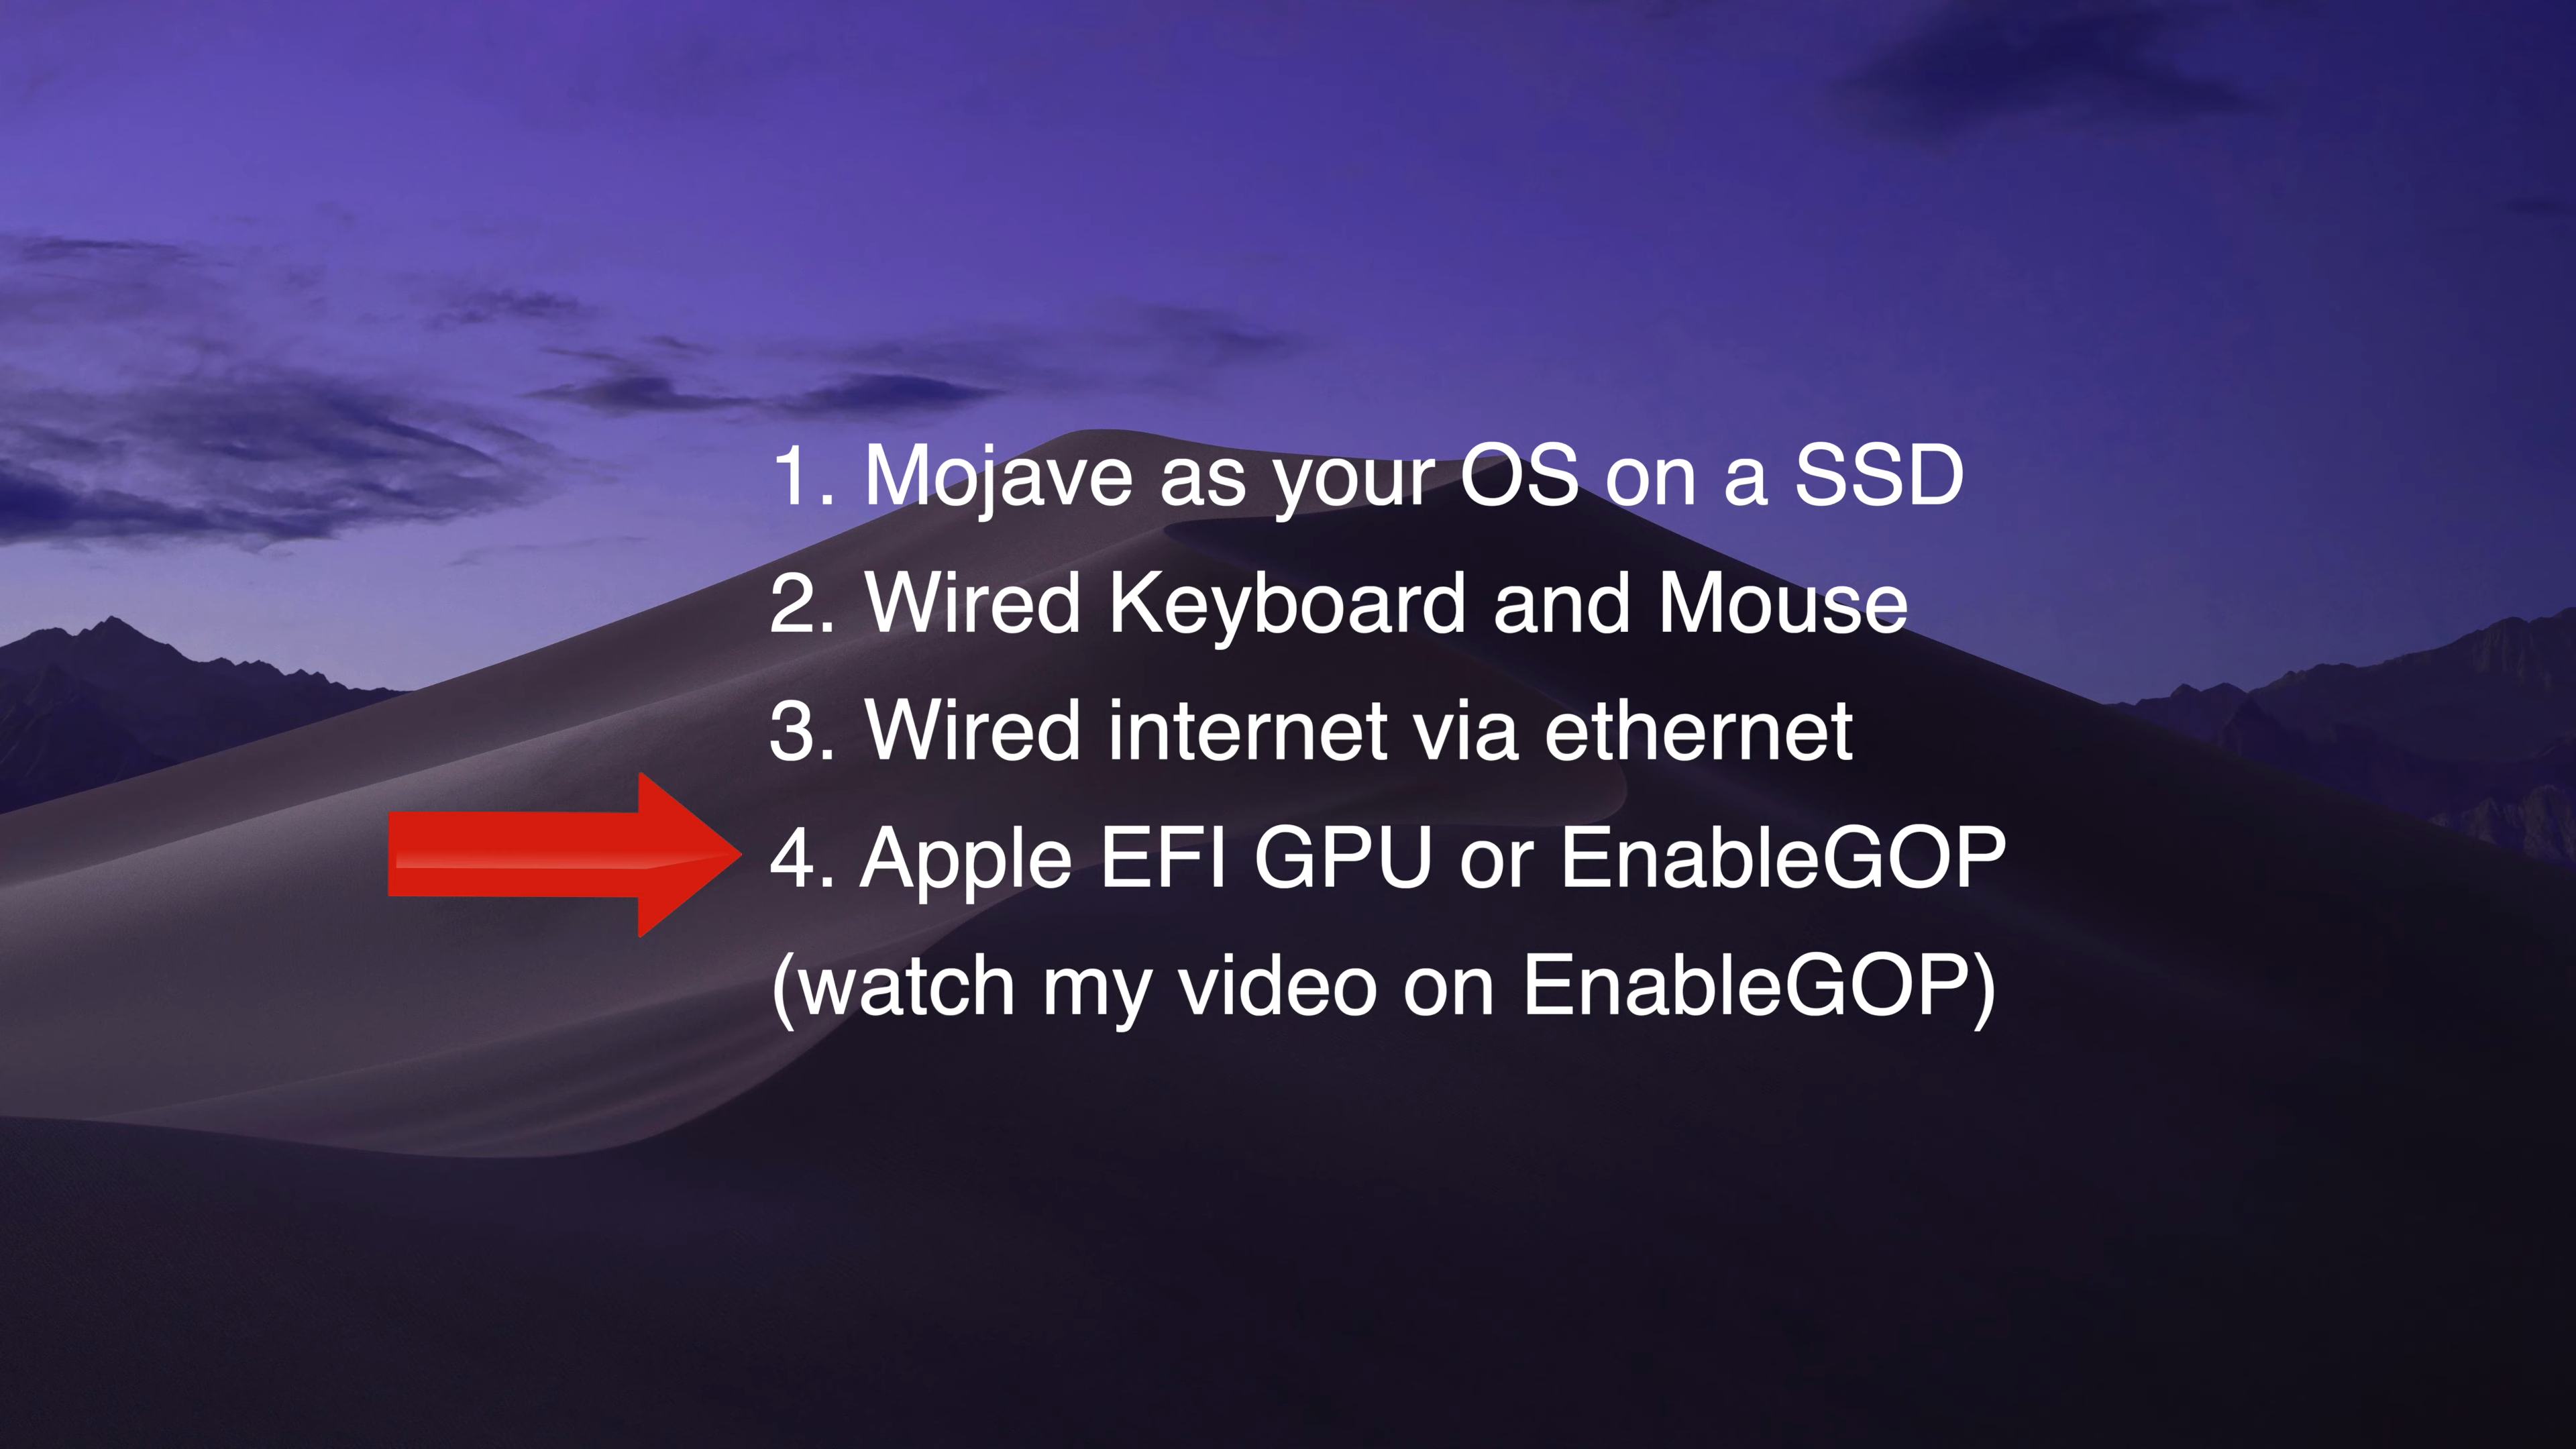 1. Mojave as your OS on a SSD
2. Wired Keyboard and Mouse
3. Wired internet via ethernet
4. Apple EFI GPU or EnableGOP
(watch my video on EnableGOP)